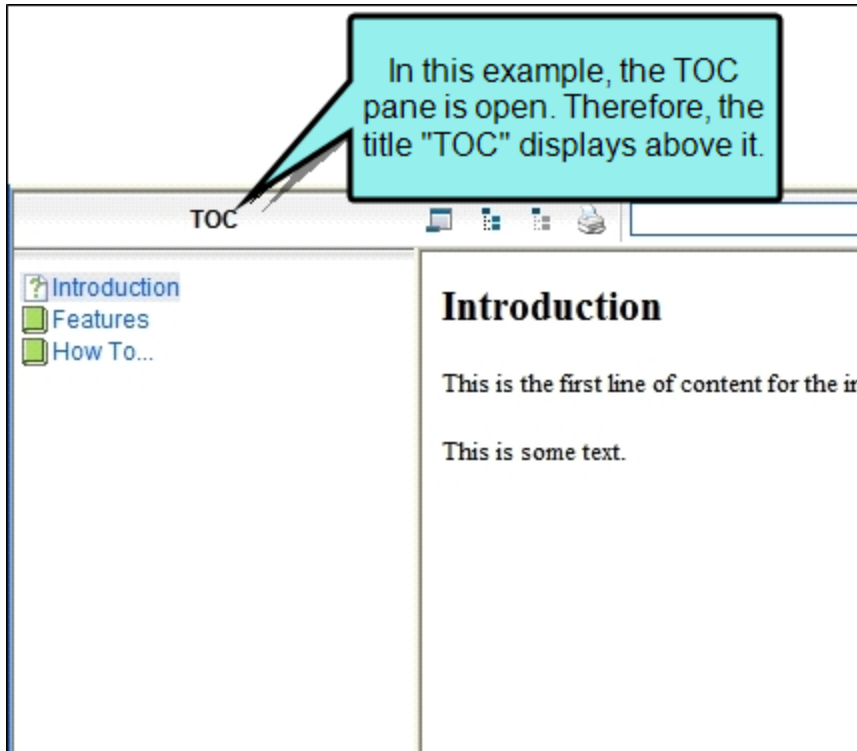 In this example, the TOC
pane is open. Therefore, the
title "TOC" displays above it.
TOC
Introduction
Features
How To...
Introduction
This is the first line of content for the
This is some text.